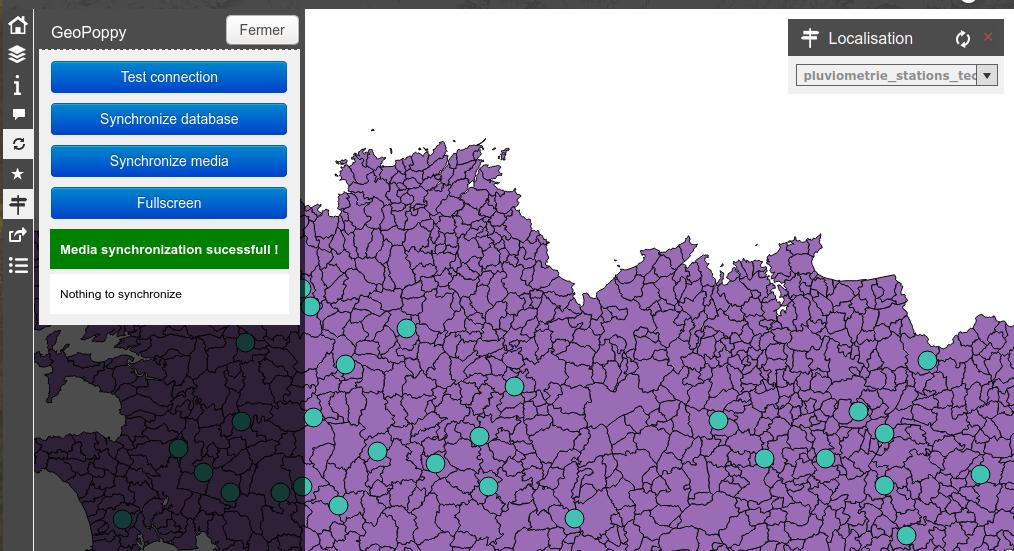 GeoPoppy
Fermer
Test connection
Synchronize database
Synchronize media
Fullscreen
Media synchronization sucessfull !
Nothing to synchronize
Localisation
pluviometrie_stations_tec